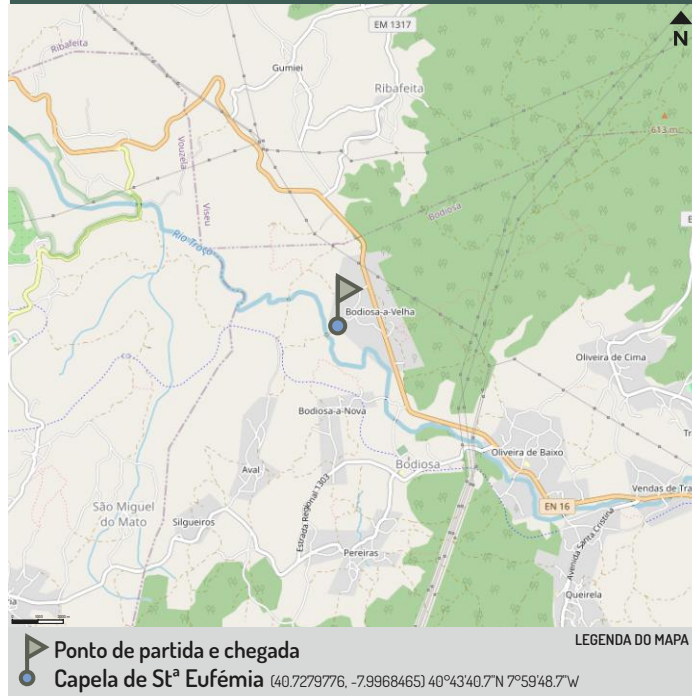 EM 1317
N
Ribafeita
Gumiei
Ribafeita
613 m
Vouzela
Viseu
Bodiosa
Rio Troço
Bodiosa-a-Velha
Oliveira de Cima
Bodiosa-a-Nova
Oliveira de Baixo
Bodiosa
Aval
Vendas de Tra
São Miguel
do Mato
Silgueiros
Estrada Regional 1303
EN 16
Avenida Santa Cristina
Pereiras
Queirela
LEGENDA DO MAPA
Ponto de partida e chegada
Capela de Stª Eufémia (40.7279776, -7.9968465) 40°43'40.7"N 7°59'48.7"W